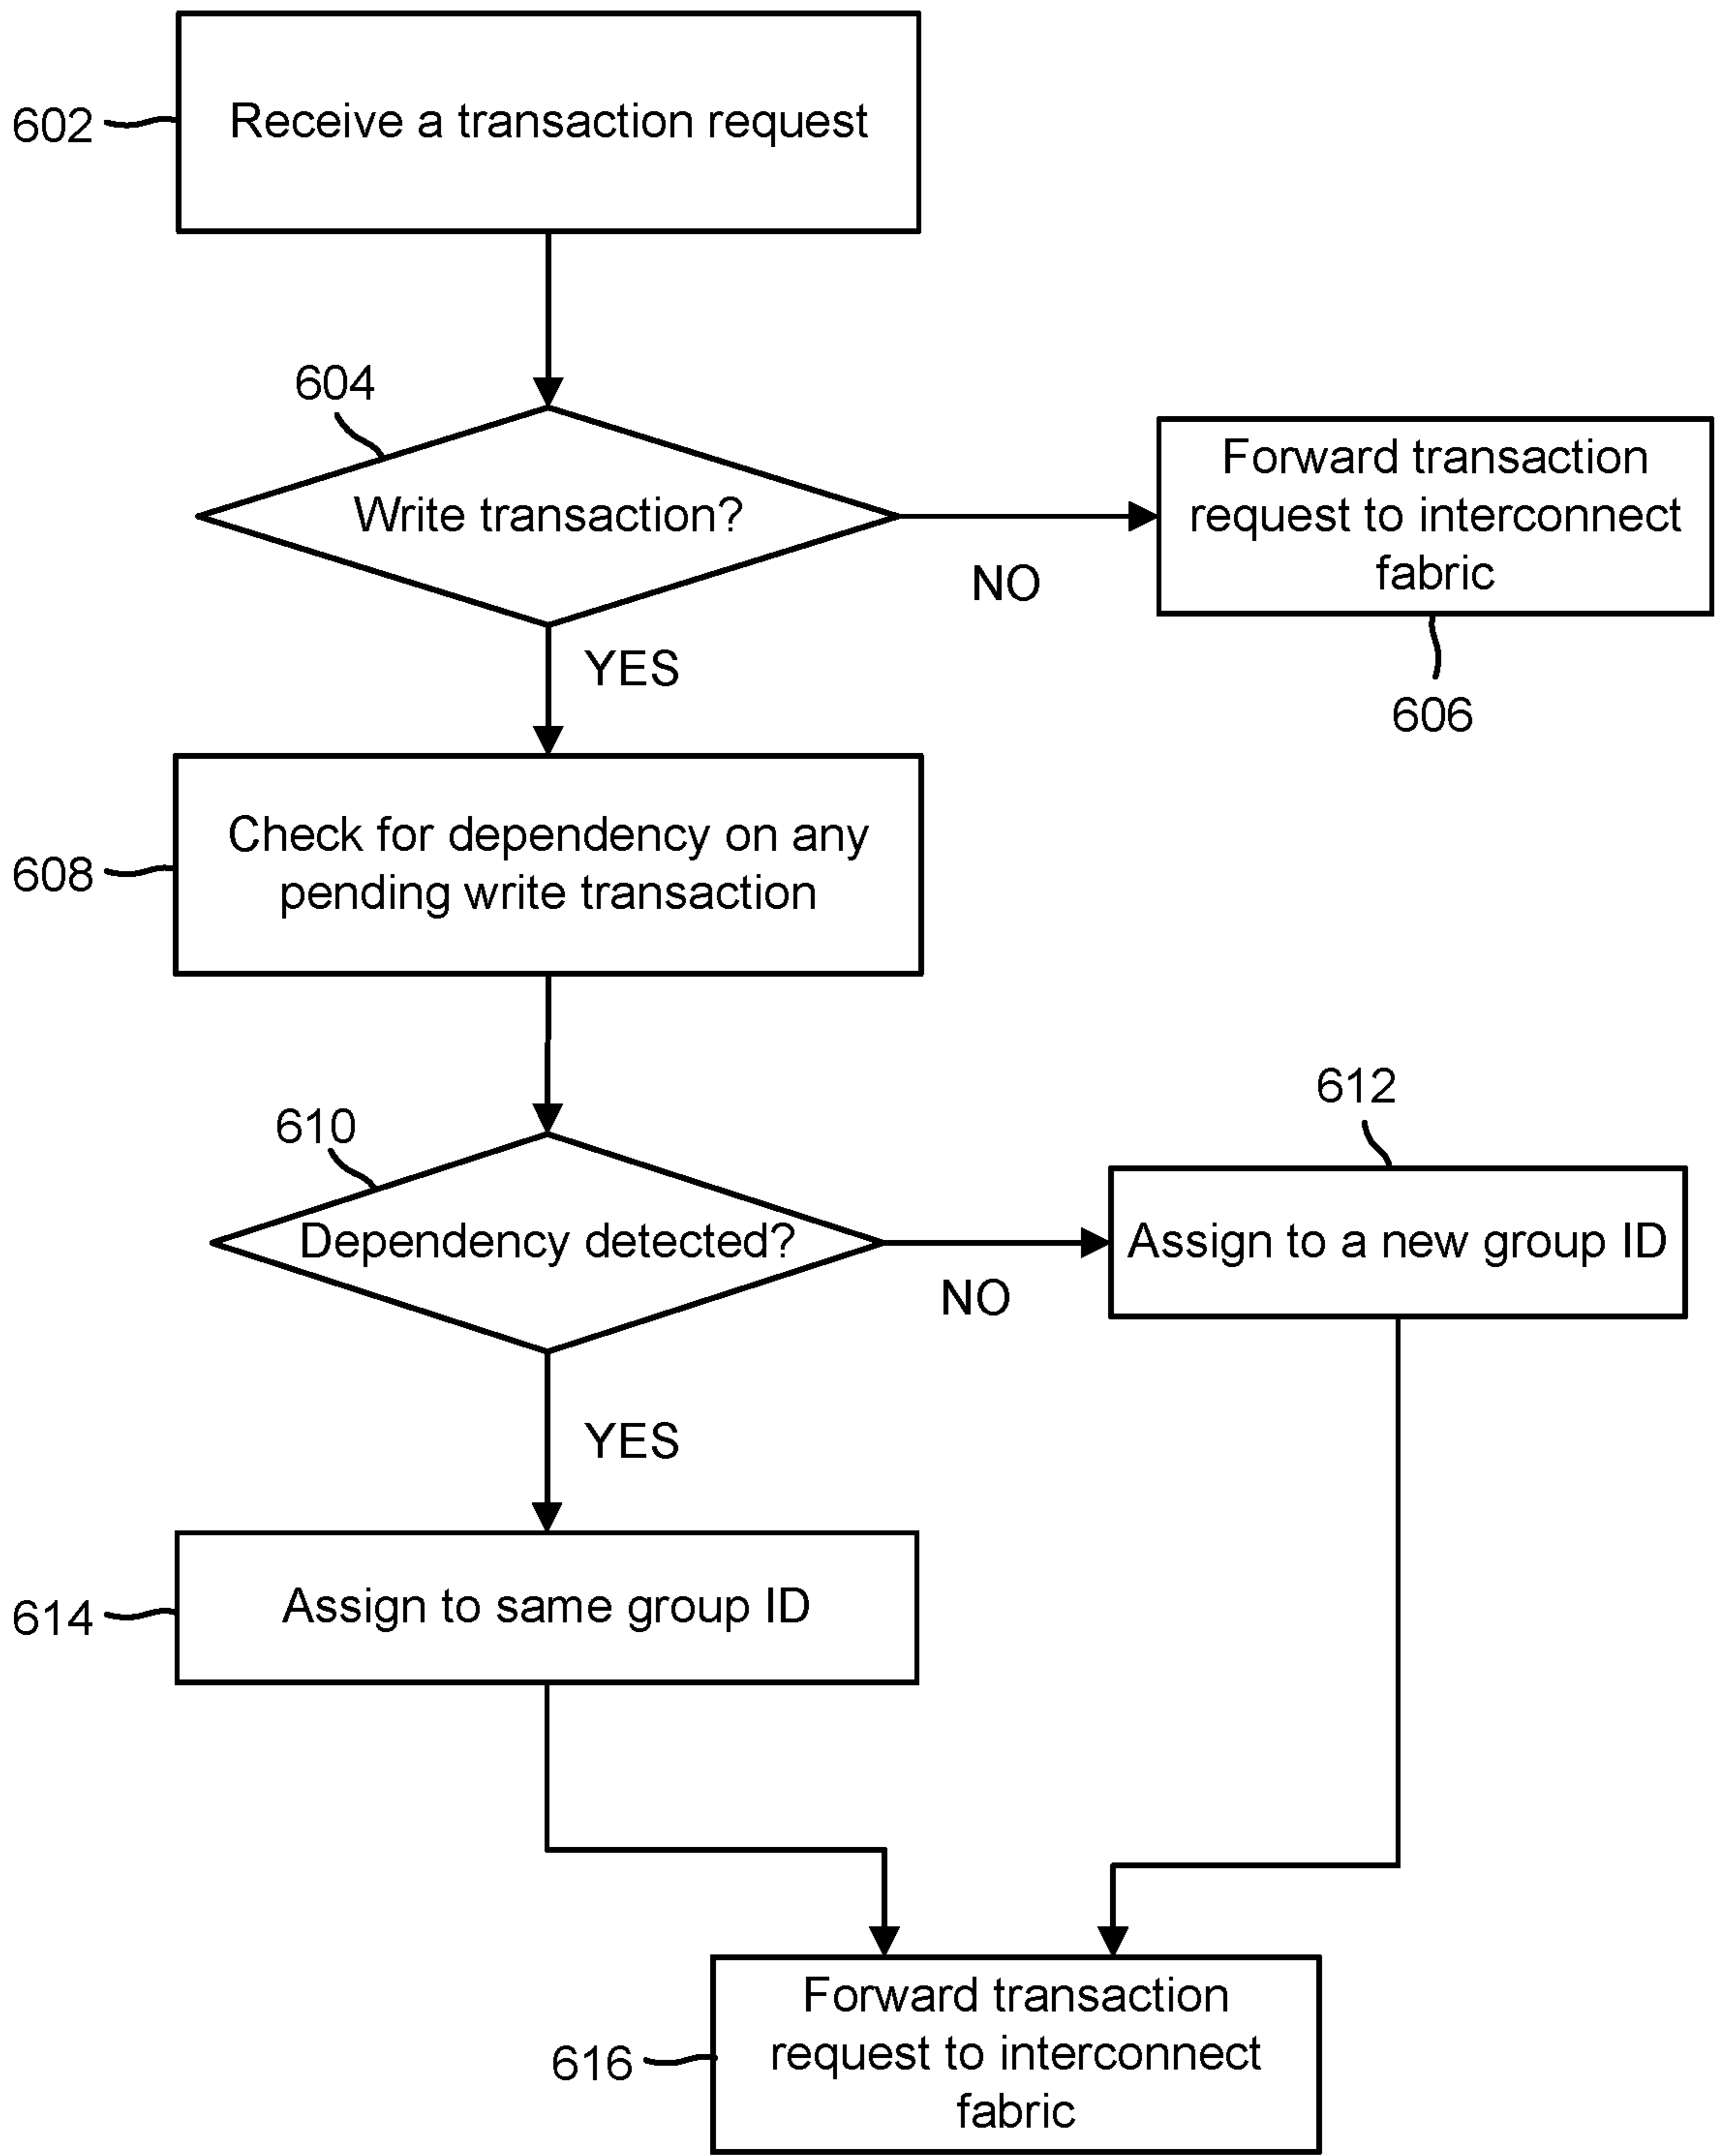 602
Receive a transaction request
604
Write transaction?
NO
Forward transaction
request to interconnect
fabric
606
YES
608
Check for dependency on any
pending write transaction
610
Dependency detected?
NO
612
Assign to a new group ID
YES
614
Assign to same group ID
616
Forward transaction
request to interconnect
fabric